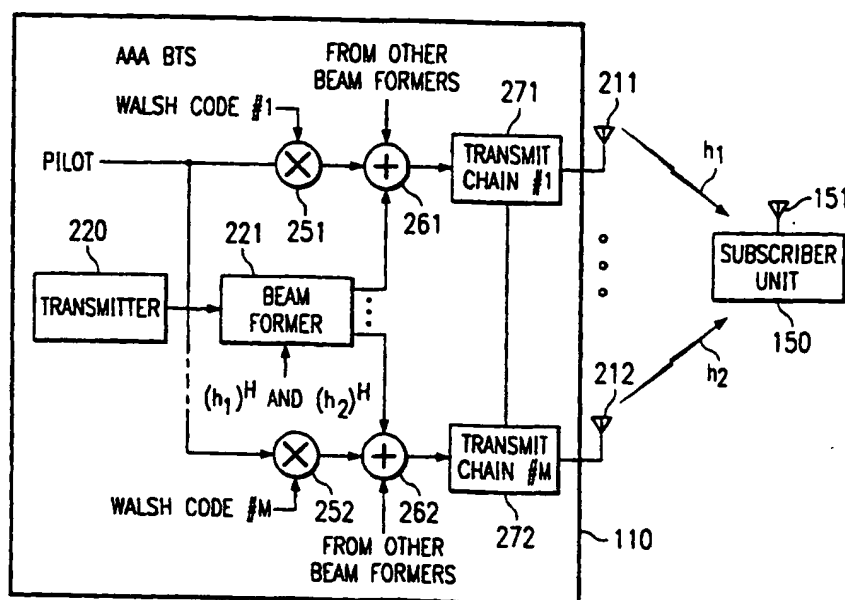 AAA BTS
FROM OTHER
BEAM FORMERS
WALSH CODE #1
PILOT
251
261
271
TRANSMIT
CHAIN #1
211
h1
151
SUBSCRIBER
UNIT
150
220
TRANSMITTER
221
BEAM
FORMER
(h1)H AND (h2)H
h2
212
WALSH CODE #M
252
262
FROM OTHER
BEAM FORMERS
TRANSMIT
CHAIN #M
272
110